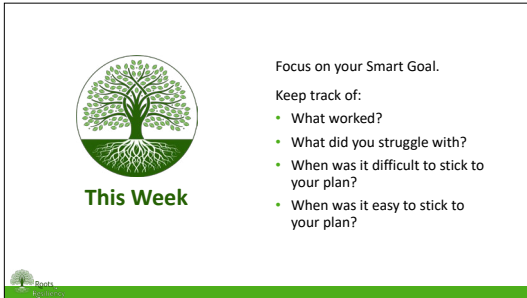 This Week
Focus on your Smart Goal.
Keep track of:
• What worked?
• What did you struggle with?
• When was it difficult to stick to
your plan?
• When was it easy to stick to
your plan?
Roots